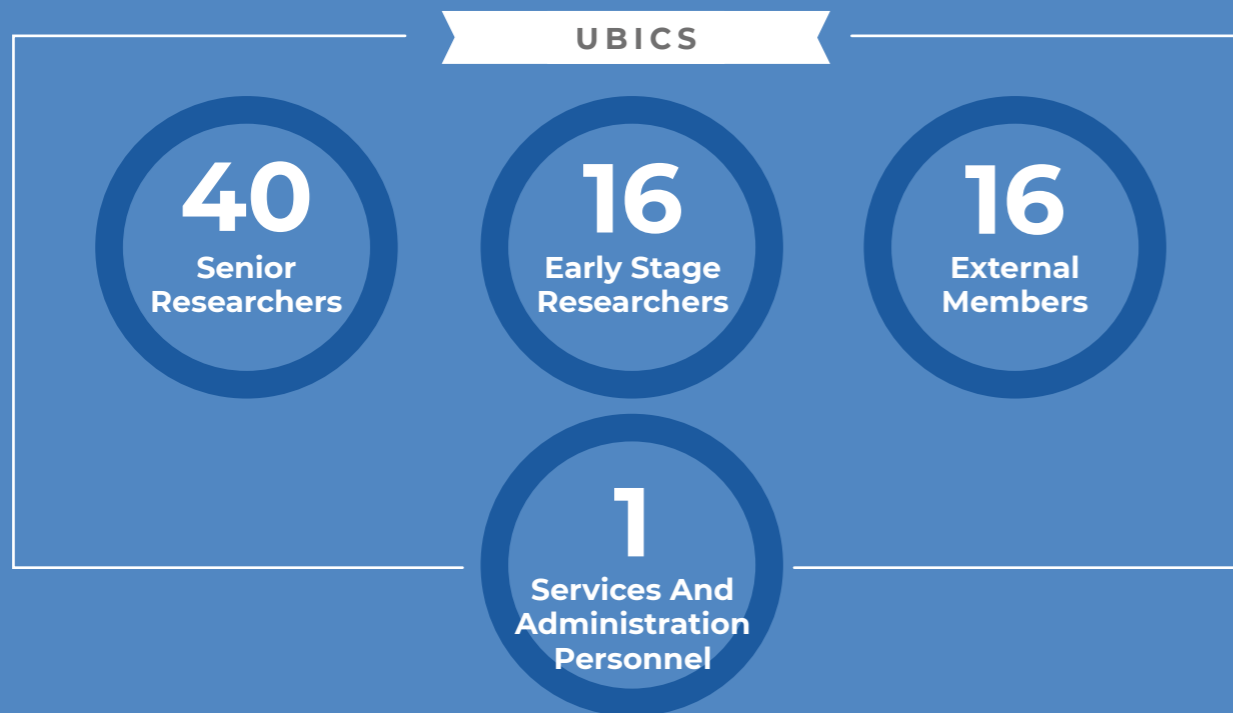 UBICS
40
Senior
Researchers
16
Early Stage
Researchers
16
External
Members
1
Services And
Administration
Personnel